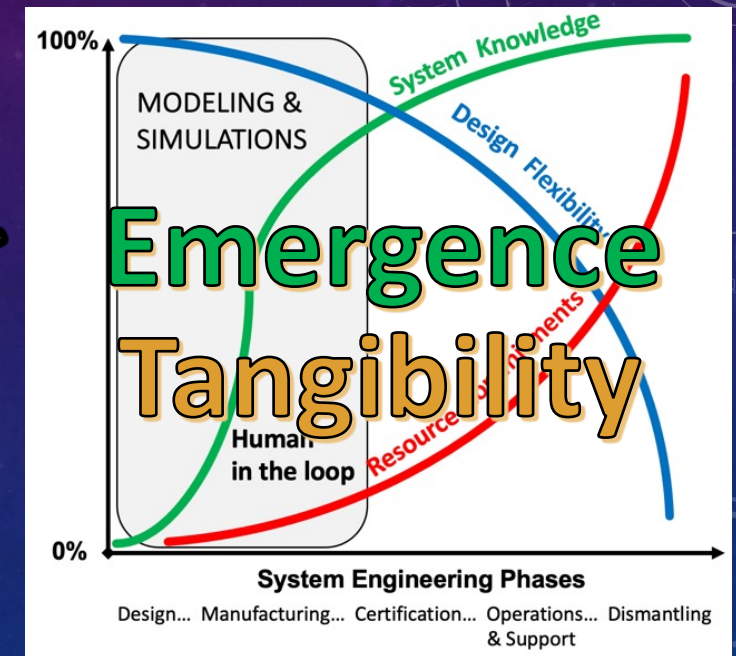 100%
System Knowledge
MODELING &
SIMULATIONS
Design Flexibility
Emergence
Tangibility
Resource
Human
in the loop
0%
System Engineering Phases
Design... Manufacturing... Certification... Operations... Dismantling
& Support